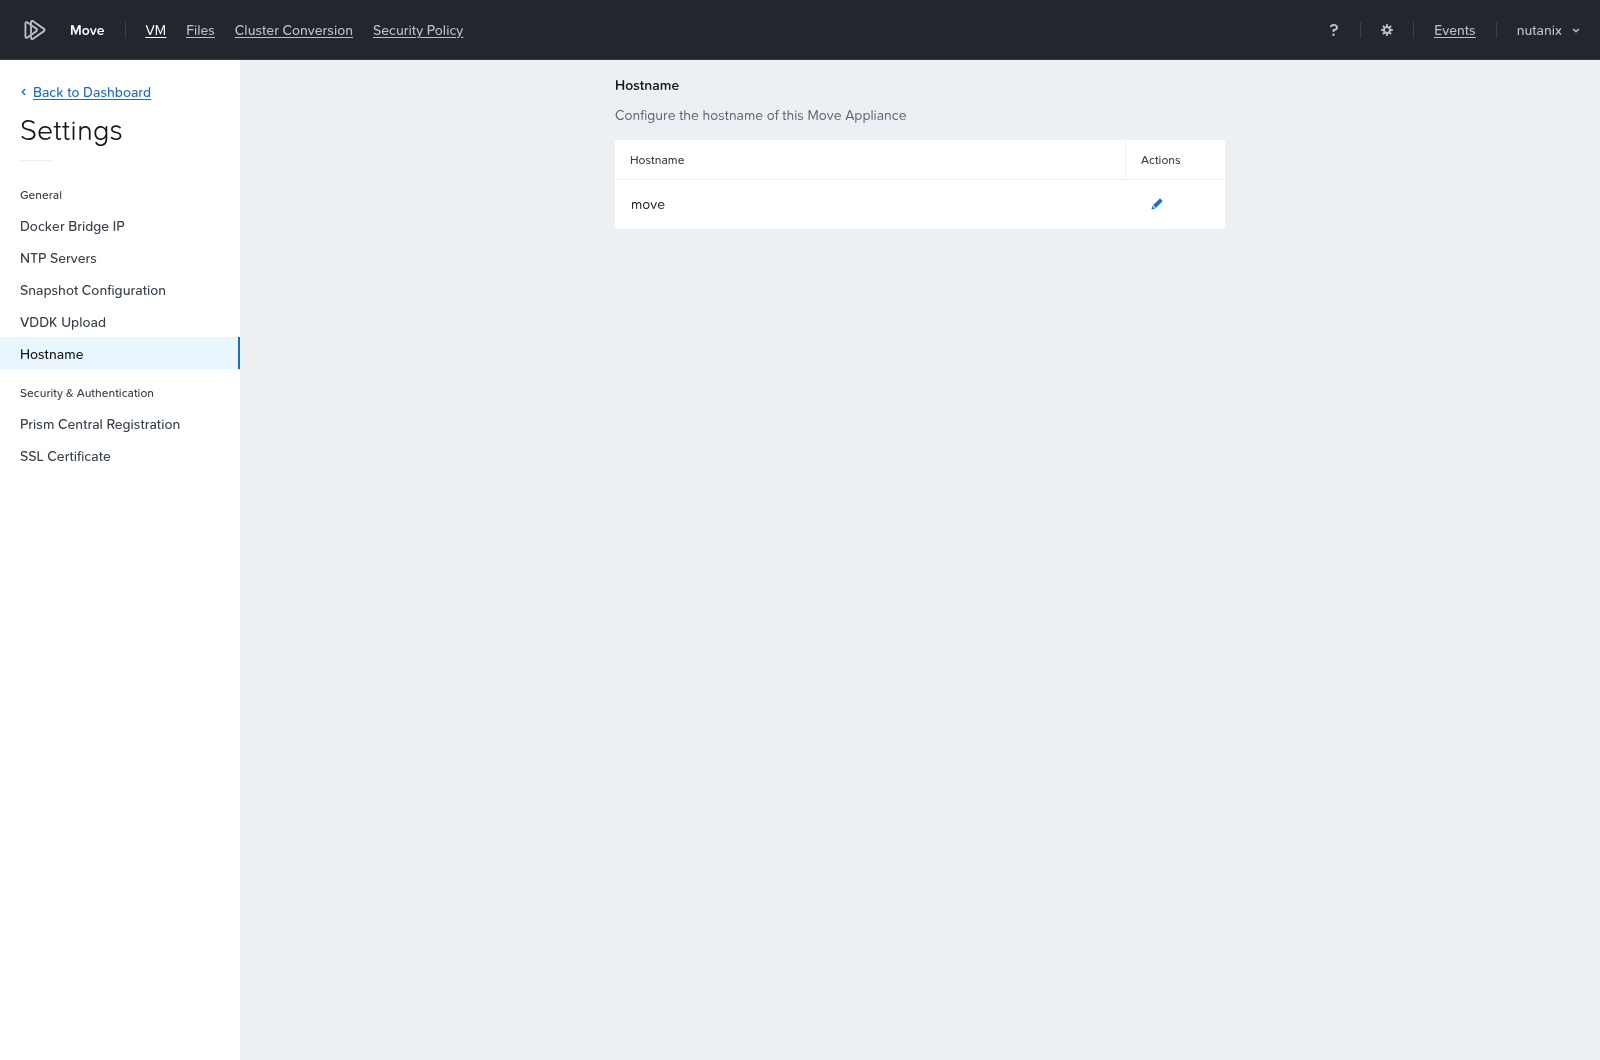 Move
VM
Files
Cluster Conversion
Security Policy
?
Events
nutanix
Back to Dashboard
Settings
General
Docker Bridge IP
NTP Servers
Snapshot Configuration
VDDK Upload
Hostname
Security & Authentication
Prism Central Registration
SSL Certificate
Hostname
Configure the hostname of this Move Appliance
Hostname
Actions
move